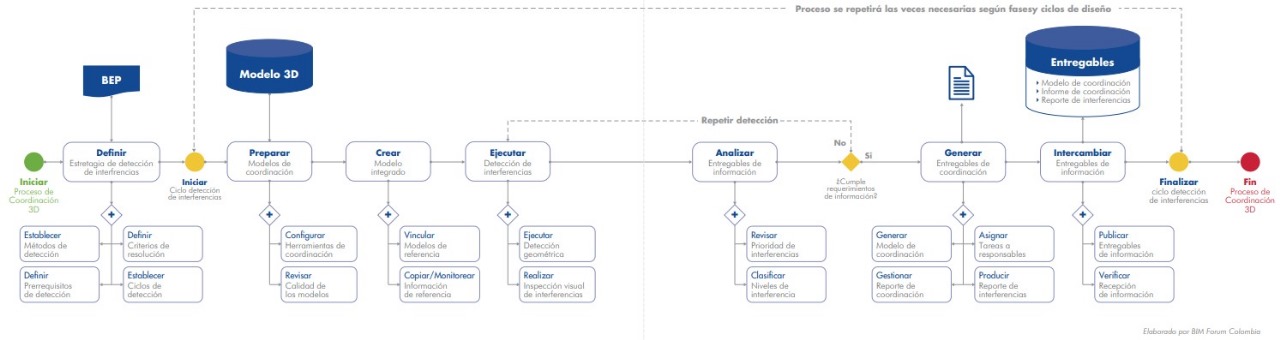 Proceso se repetirá las veces necesarias según fasesy ciclos de diseño
BEP
Modelo 3D
Entregables
Modelo de coordinación
Informe de coordinación
Reporte de interferencias
Repetir detección
Iniciar
Proceso de
Coordinación
3D
Definir
Estretagia de detección
de interfrencias
Iniciar
Ciclo detección
de interferencias
Preparar
Modelos de
coordinación
Crear
Modelo
integrado
Ejecutar
Detección de
interferencias
Analizar
Entregables de
información
No
Si
¿Cumple
requerimientos
de información?
Generar
Entregables de
coordinación
Intercambiar
Entregables de
información
Finalizar
ciclo detección
de interferencias
Fin
Proceso de
Coordinación
3D
Establecer
Métodos de
detección
Definir
Criterios de
resolución
Definir
Prerrequisitos
de detección
Establecer
Ciclos de
detección
Configurar
Herramientas de
coordinación
Revisar
Calidad de
los modelos
Vincular
Modelos de
referencia
Copiar/Monitorear
Información
de referencia
Ejecutar
Detección
geométrica
Realizar
Inspección visual
de interferencias
Revisar
Prioridad de
interferencias
Clasificar
Niveles de
interferencia
Generar
Modelo de
coordinación
Asignar
Tareas a
responsables
Gestionar
Reporte de
coordinación
Producir
Reporte de
interferencias
Publicar
Entregables
de información
Verificar
Recepción
de información
Elaborado por BIM Forum Colombia